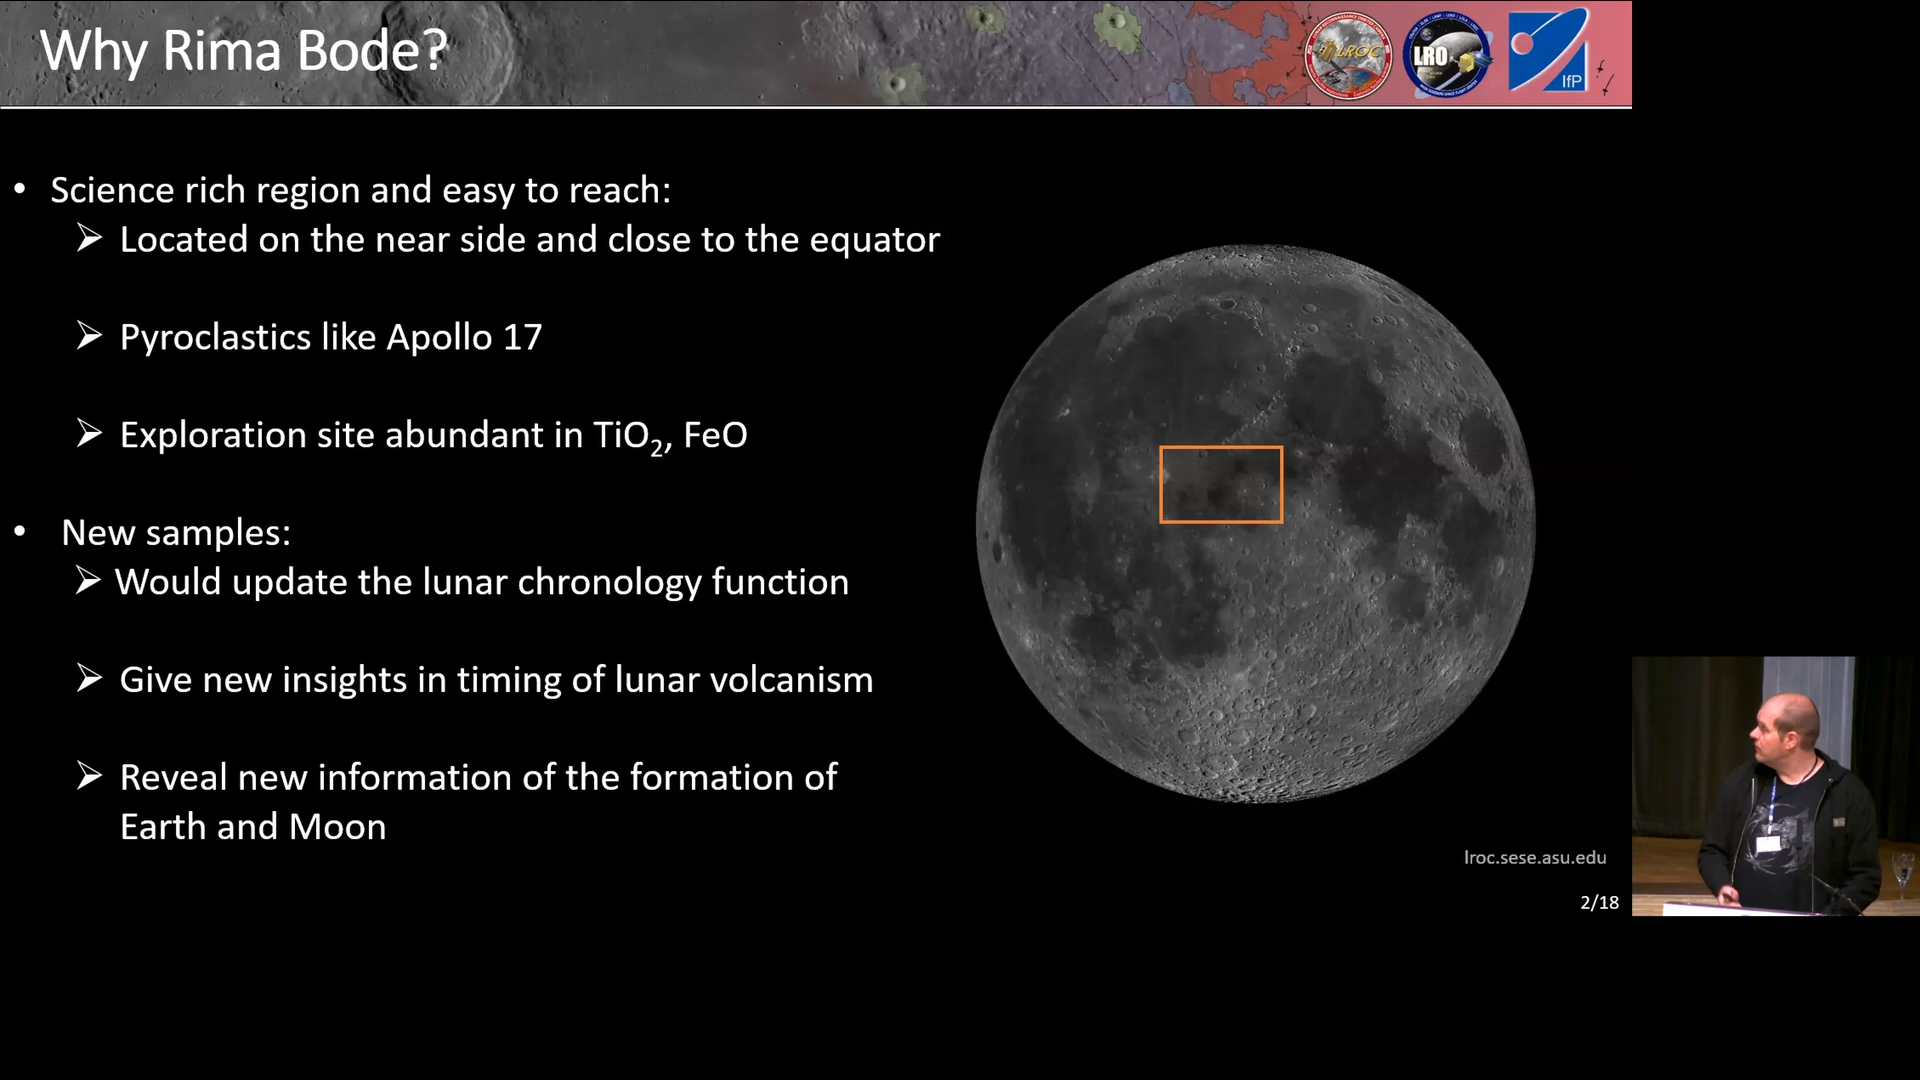 Why Rima Bode?
LROC
LRO
IfP
• Science rich region and easy to reach:
➢ Located on the near side and close to the equator
➢ Pyroclastics like Apollo 17
➢ Exploration site abundant in TiO₂, FeO
• New samples:
➢ Would update the lunar chronology function
➢ Give new insights in timing of lunar volcanism
➢ Reveal new information of the formation of
Earth and Moon
lroc.sese.asu.edu
2/18